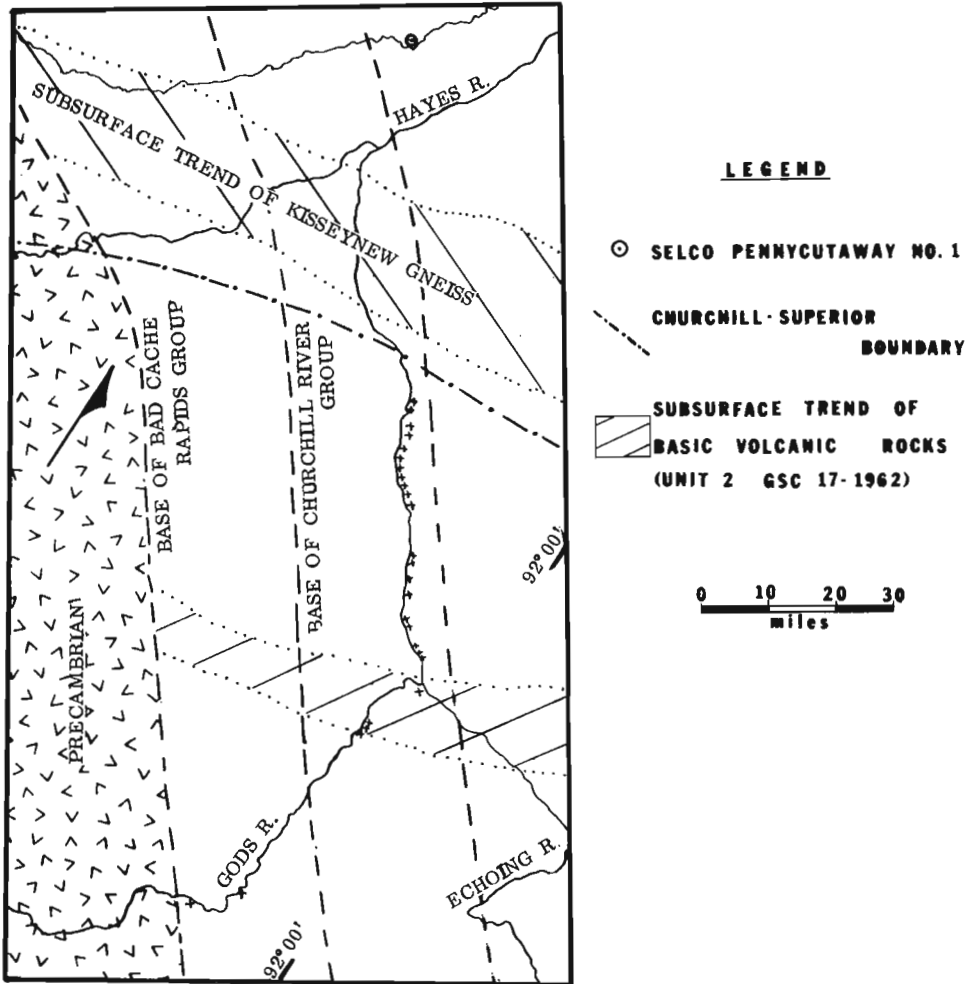 HAYES R.
SUBSURFACE TREND OF KISSEYNEW GNEISS
BASE OF BAD CACHE
RAPIDS GROUP
BASE OF CHURCHILL RIVER
GROUP
PRECAMBRIAN
92°00'
GODS R.
ECHOING R.
92°00'
LEGEND
SELCO PENNYCUTAWAY NO. 1
CHURCHILL-SUPERIOR
BOUNDARY
SUBSURFACE TREND OF
BASIC VOLCANIC ROCKS
(UNIT 2 GSC 17-1962)
0 10 20 30
miles